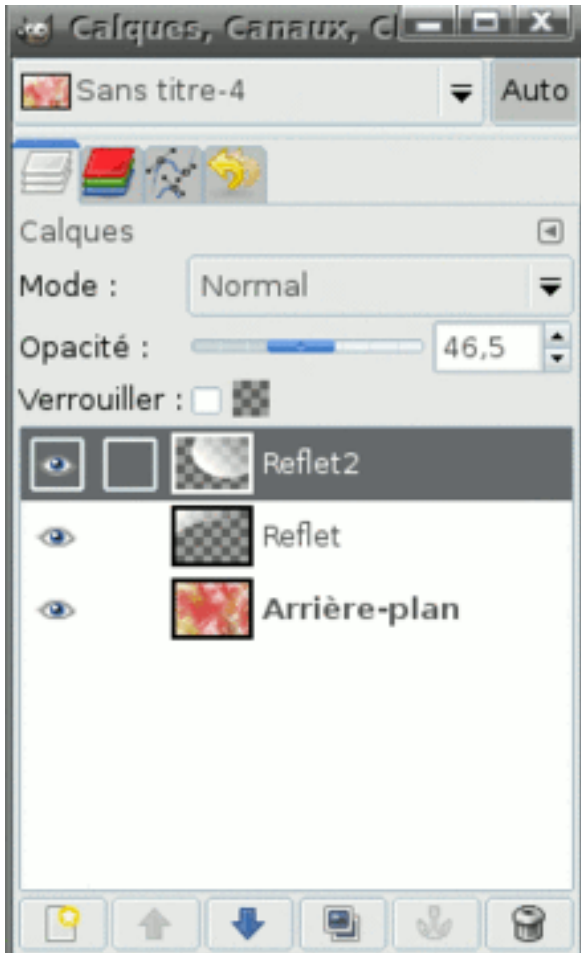 Calques, Canaux, C
Sans titre-4
Auto
Calques
Mode :
Normal
Opacité :
46,5
Verrouiller :
Reflet2
Reflet
Arrière-plan